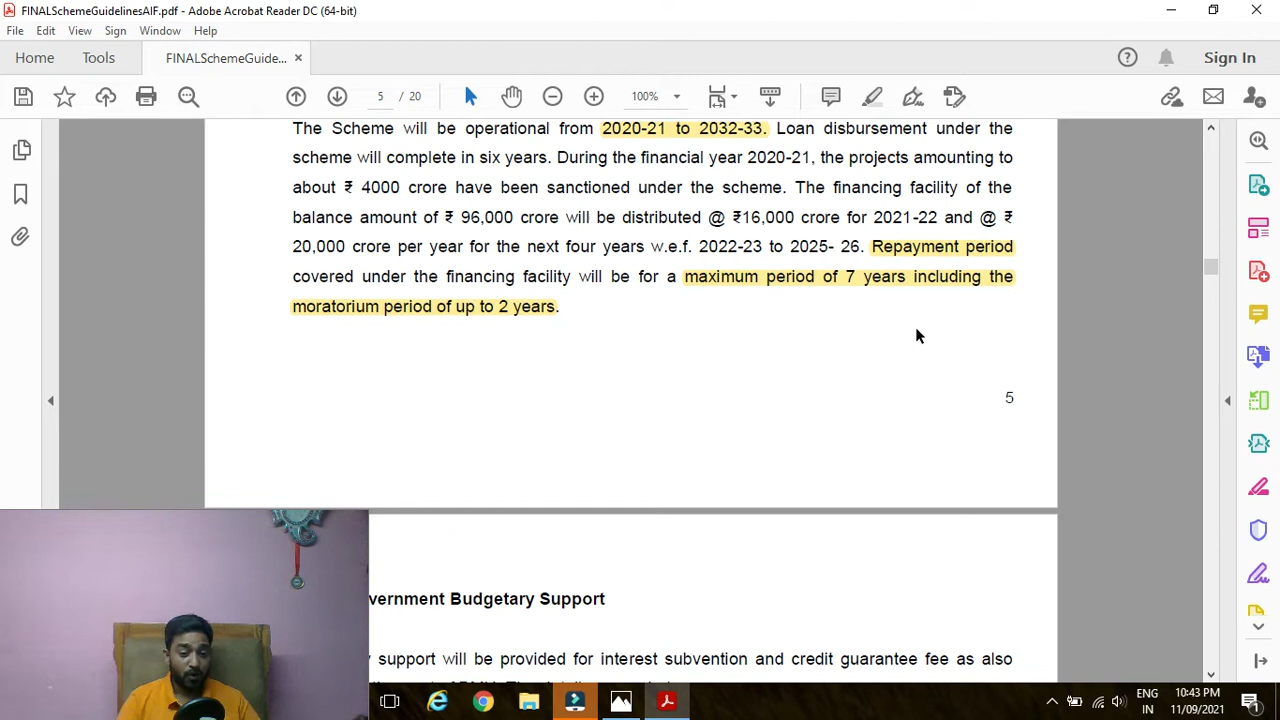 FINALSchemeGuidelinesAIF.pdf - Adobe Acrobat Reader DC (64-bit)
File Edit View Sign Window Help
Home Tools FINALSchemeGuide... × Sign In
5 / 20 100%
The Scheme will be operational from 2020-21 to 2032-33. Loan disbursement under the
scheme will complete in six years. During the financial year 2020-21, the projects amounting to
about ₹ 4000 crore have been sanctioned under the scheme. The financing facility of the
balance amount of ₹ 96,000 crore will be distributed @ ₹16,000 crore for 2021-22 and @ ₹
20,000 crore per year for the next four years w.e.f. 2022-23 to 2025- 26. Repayment period
covered under the financing facility will be for a maximum period of 7 years including the
moratorium period of up to 2 years.
5
vernment Budgetary Support
support will be provided for interest subvention and credit guarantee fee as also
ENG 10:43 PM
IN 11/09/2021